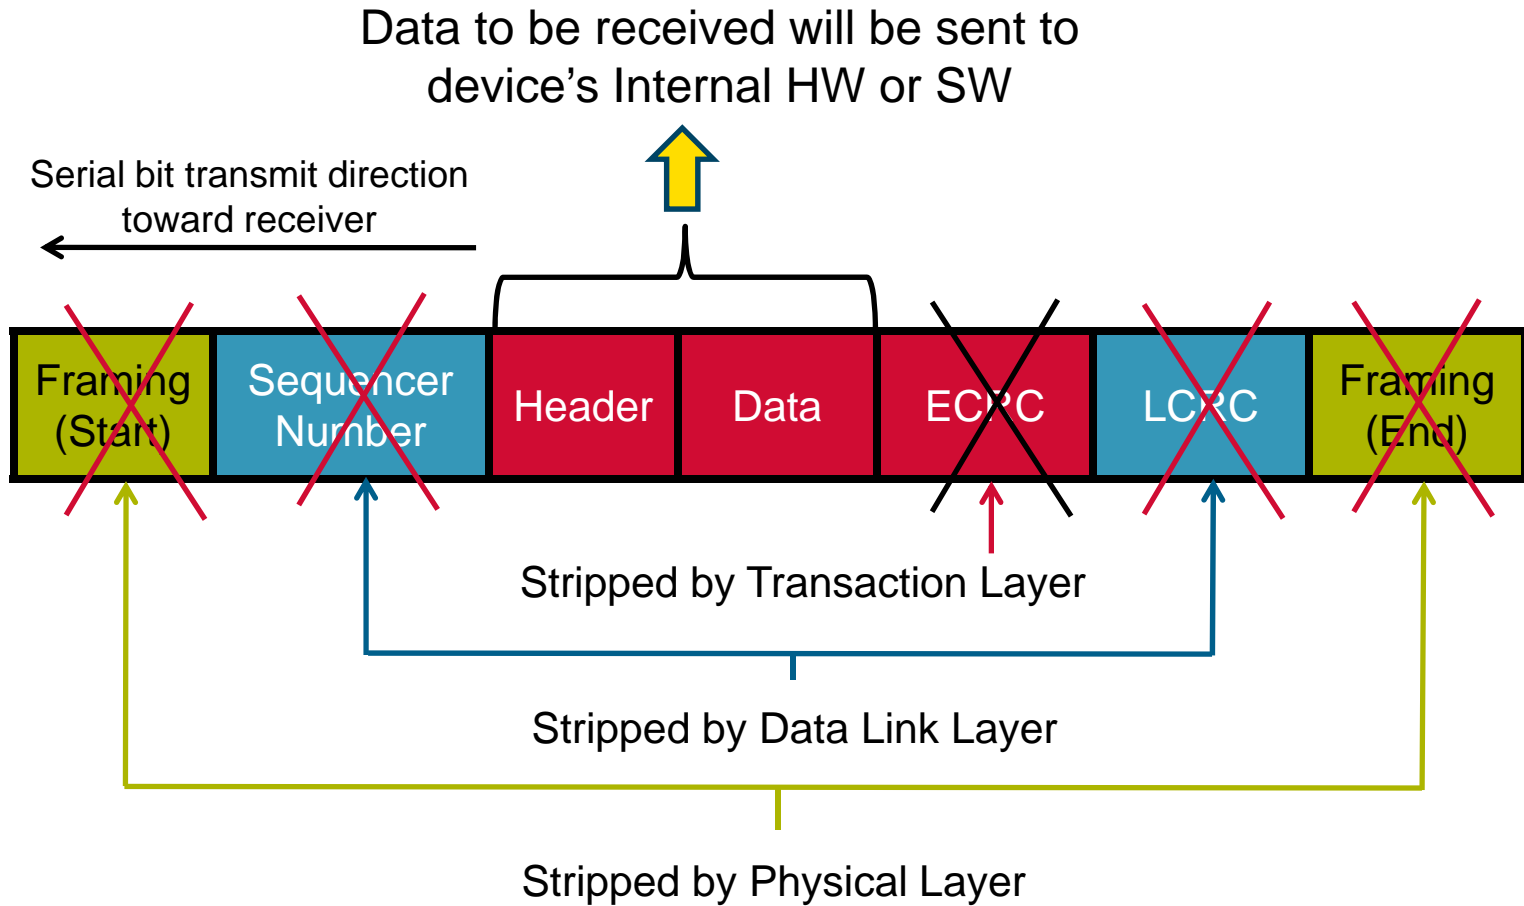 Data to be received will be sent to
device's Internal HW or SW
Serial bit transmit direction
toward receiver
Framing
(Start)
Sequencer
Number
Header
Data
ECRC
LCRC
Framing
(End)
Stripped by Transaction Layer
Stripped by Data Link Layer
Stripped by Physical Layer